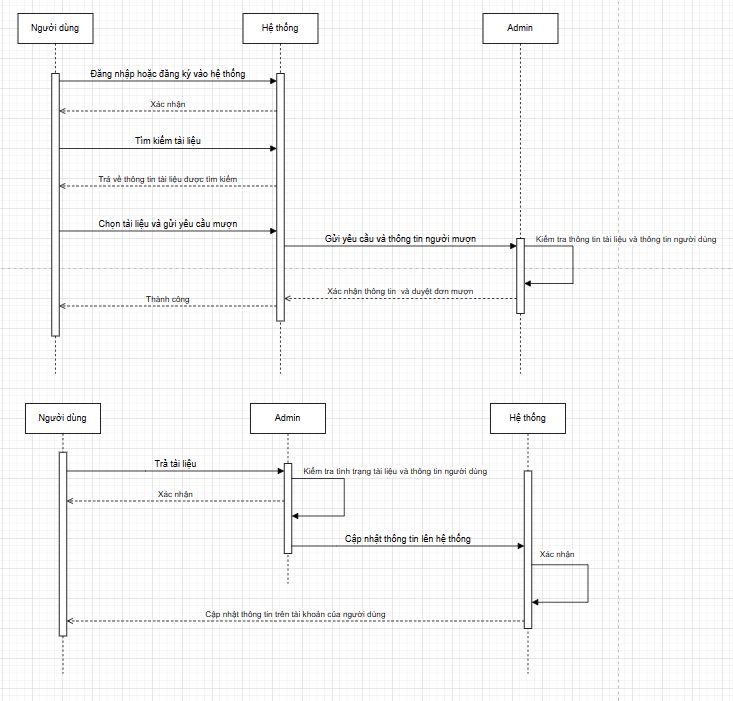 Người dùng
Hệ thống
Admin
Đăng nhập hoặc đăng ký vào hệ thống
Xác nhận
Tìm kiếm tài liệu
Trả về thông tin tài liệu được tìm kiếm
Chọn tài liệu và gửi yêu cầu mượn
Gửi yêu cầu và thông tin người mượn
Kiểm tra thông tin tài liệu và thông tin người dùng
Xác nhận thông tin và duyệt đơn mượn
Thành công
Người dùng
Admin
Hệ thống
Trả tài liệu
Kiểm tra tình trạng tài liệu và thông tin người dùng
Xác nhận
Cập nhật thông tin lên hệ thống
Xác nhận
Cập nhật thông tin trên tài khoản của người dùng